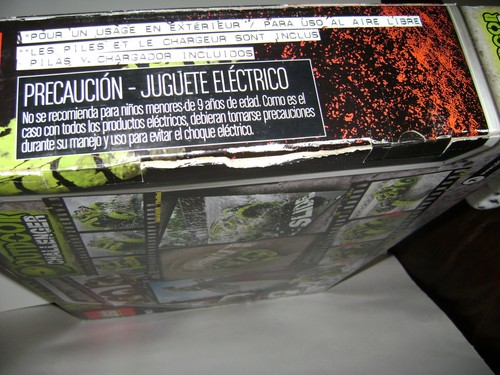 *POUR UN USAGE EN EXTÉRIEUR*/ PARA USO AL AIRE LIBRE
**LES PILES ET LE CHARGEUR SONT INCLUS
PILAS Y CHARGADOR INCLUIDOS
PRECAUCIÓN - JUGUETE ELÉCTRICO
No se recomienda para niños menores de 9 años de edad. Como es el
caso con todos los productos eléctricos, debieran tomarse precauciones
durante su manejo y uso para evitar el choque eléctrico.